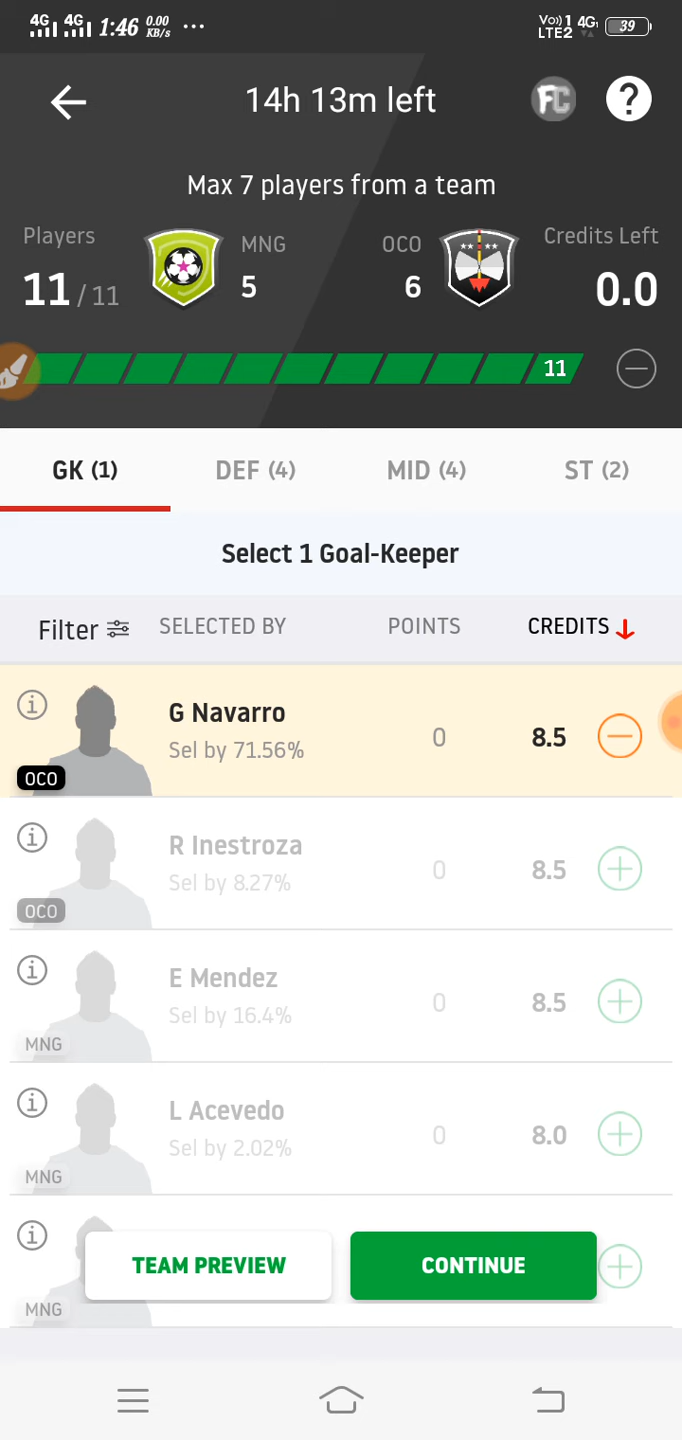 4G 4G 1:46 0.00 KB/s ...
Vo) 1 4G LTE2 39
14h 13m left
FC ?
Max 7 players from a team
Players MNG OCO Credits Left
11 / 11 5 6 0.0
11
GK (1) DEF (4) MID (4) ST (2)
Select 1 Goal-Keeper
Filter SELECTED BY POINTS CREDITS
G Navarro
Sel by 71.56% 0 8.5
OCO
R Inestroza
Sel by 8.27% 0 8.5
OCO
E Mendez
Sel by 16.4% 0 8.5
MNG
L Acevedo
Sel by 2.02% 0 8.0
MNG
TEAM PREVIEW CONTINUE
MNG